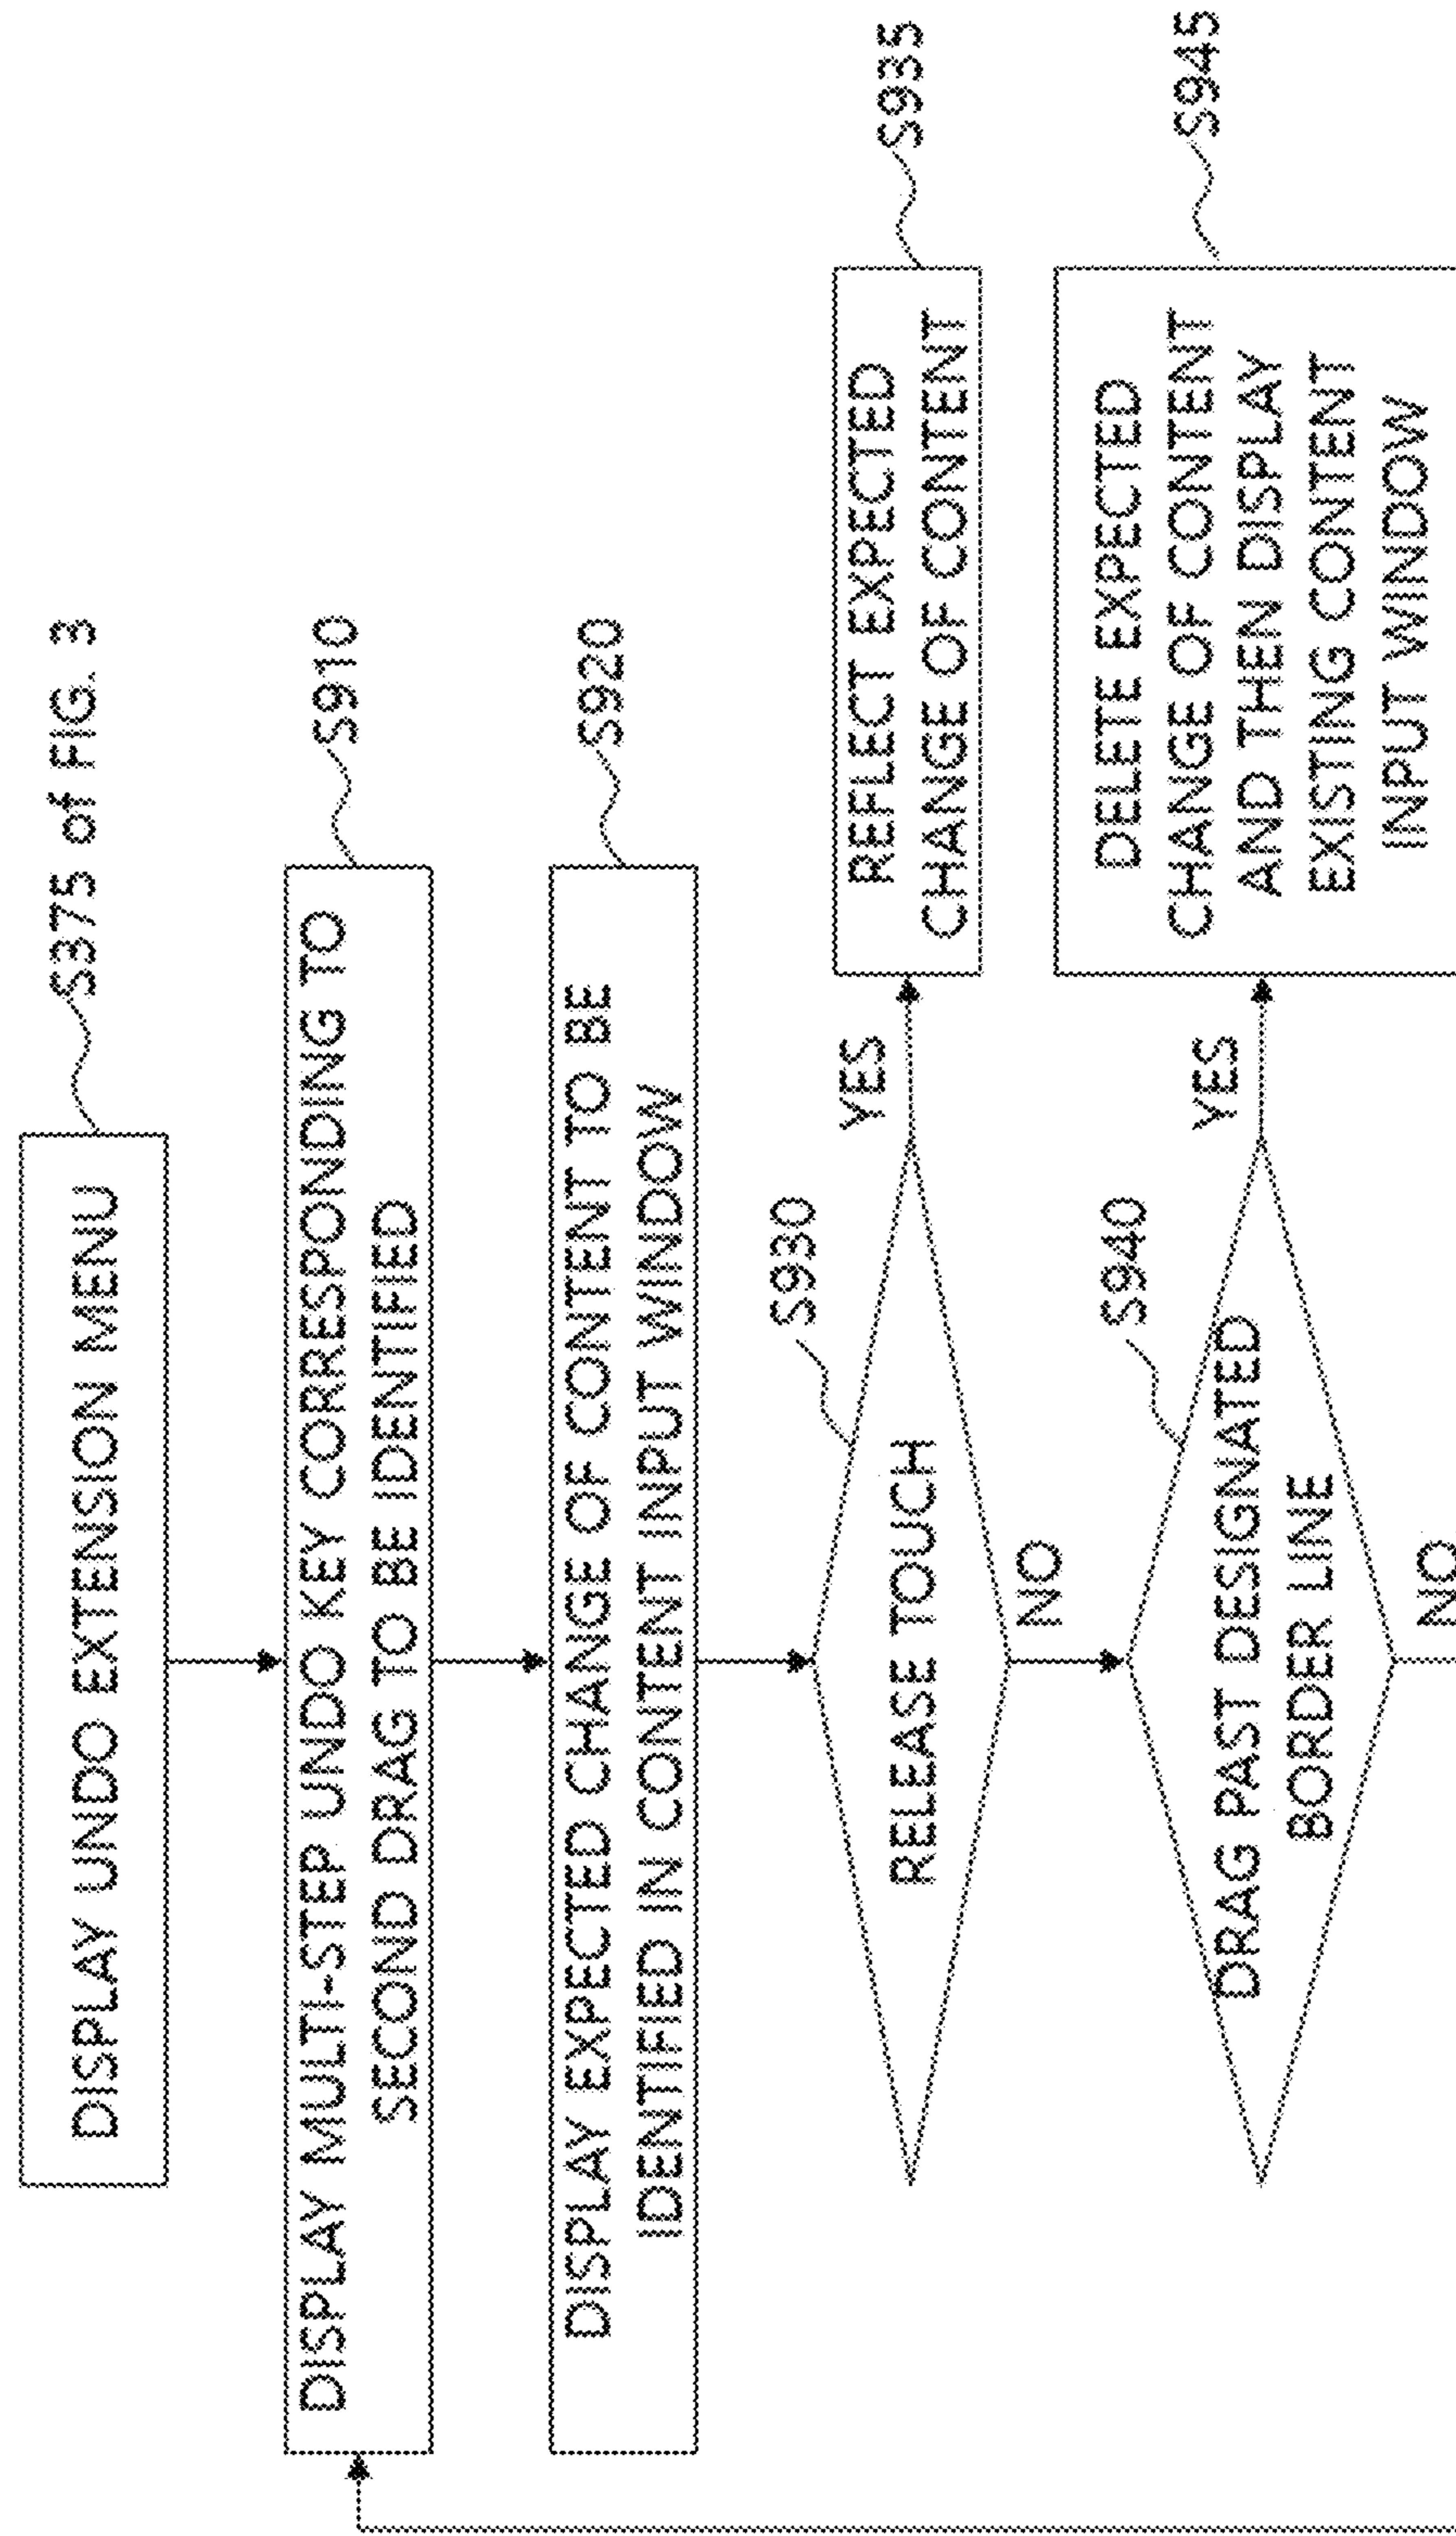 DISPLAY UNDO EXTENSION MENU
S375 of FIG. 3
DISPLAY MULTI-STEP UNDO KEY CORRESPONDING TO
SECOND DRAG TO BE IDENTIFIED
S910
DISPLAY EXPECTED CHANGE OF CONTENT TO BE
IDENTIFIED IN CONTENT INPUT WINDOW
S920
S930
RELEASE TOUCH
YES
REFLECT EXPECTED
CHANGE OF CONTENT
S935
NO
S940
DRAG PAST DESIGNATED
BORDER LINE
YES
DELETE EXPECTED
CHANGE OF CONTENT
AND THEN DISPLAY
EXISTING CONTENT
INPUT WINDOW
S945
NO